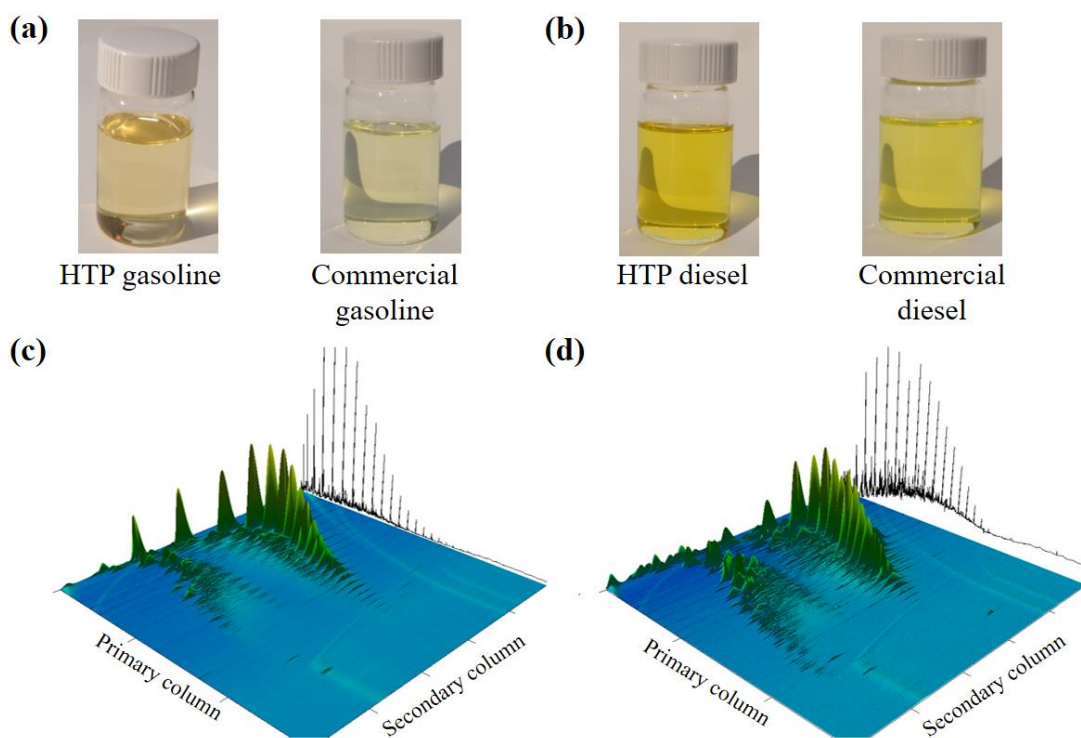 (a)
(b)
HTP gasoline
Commercial
gasoline
HTP diesel
Commercial
diesel
(c)
(d)
Primary column
Secondary column
Primary column
Secondary column